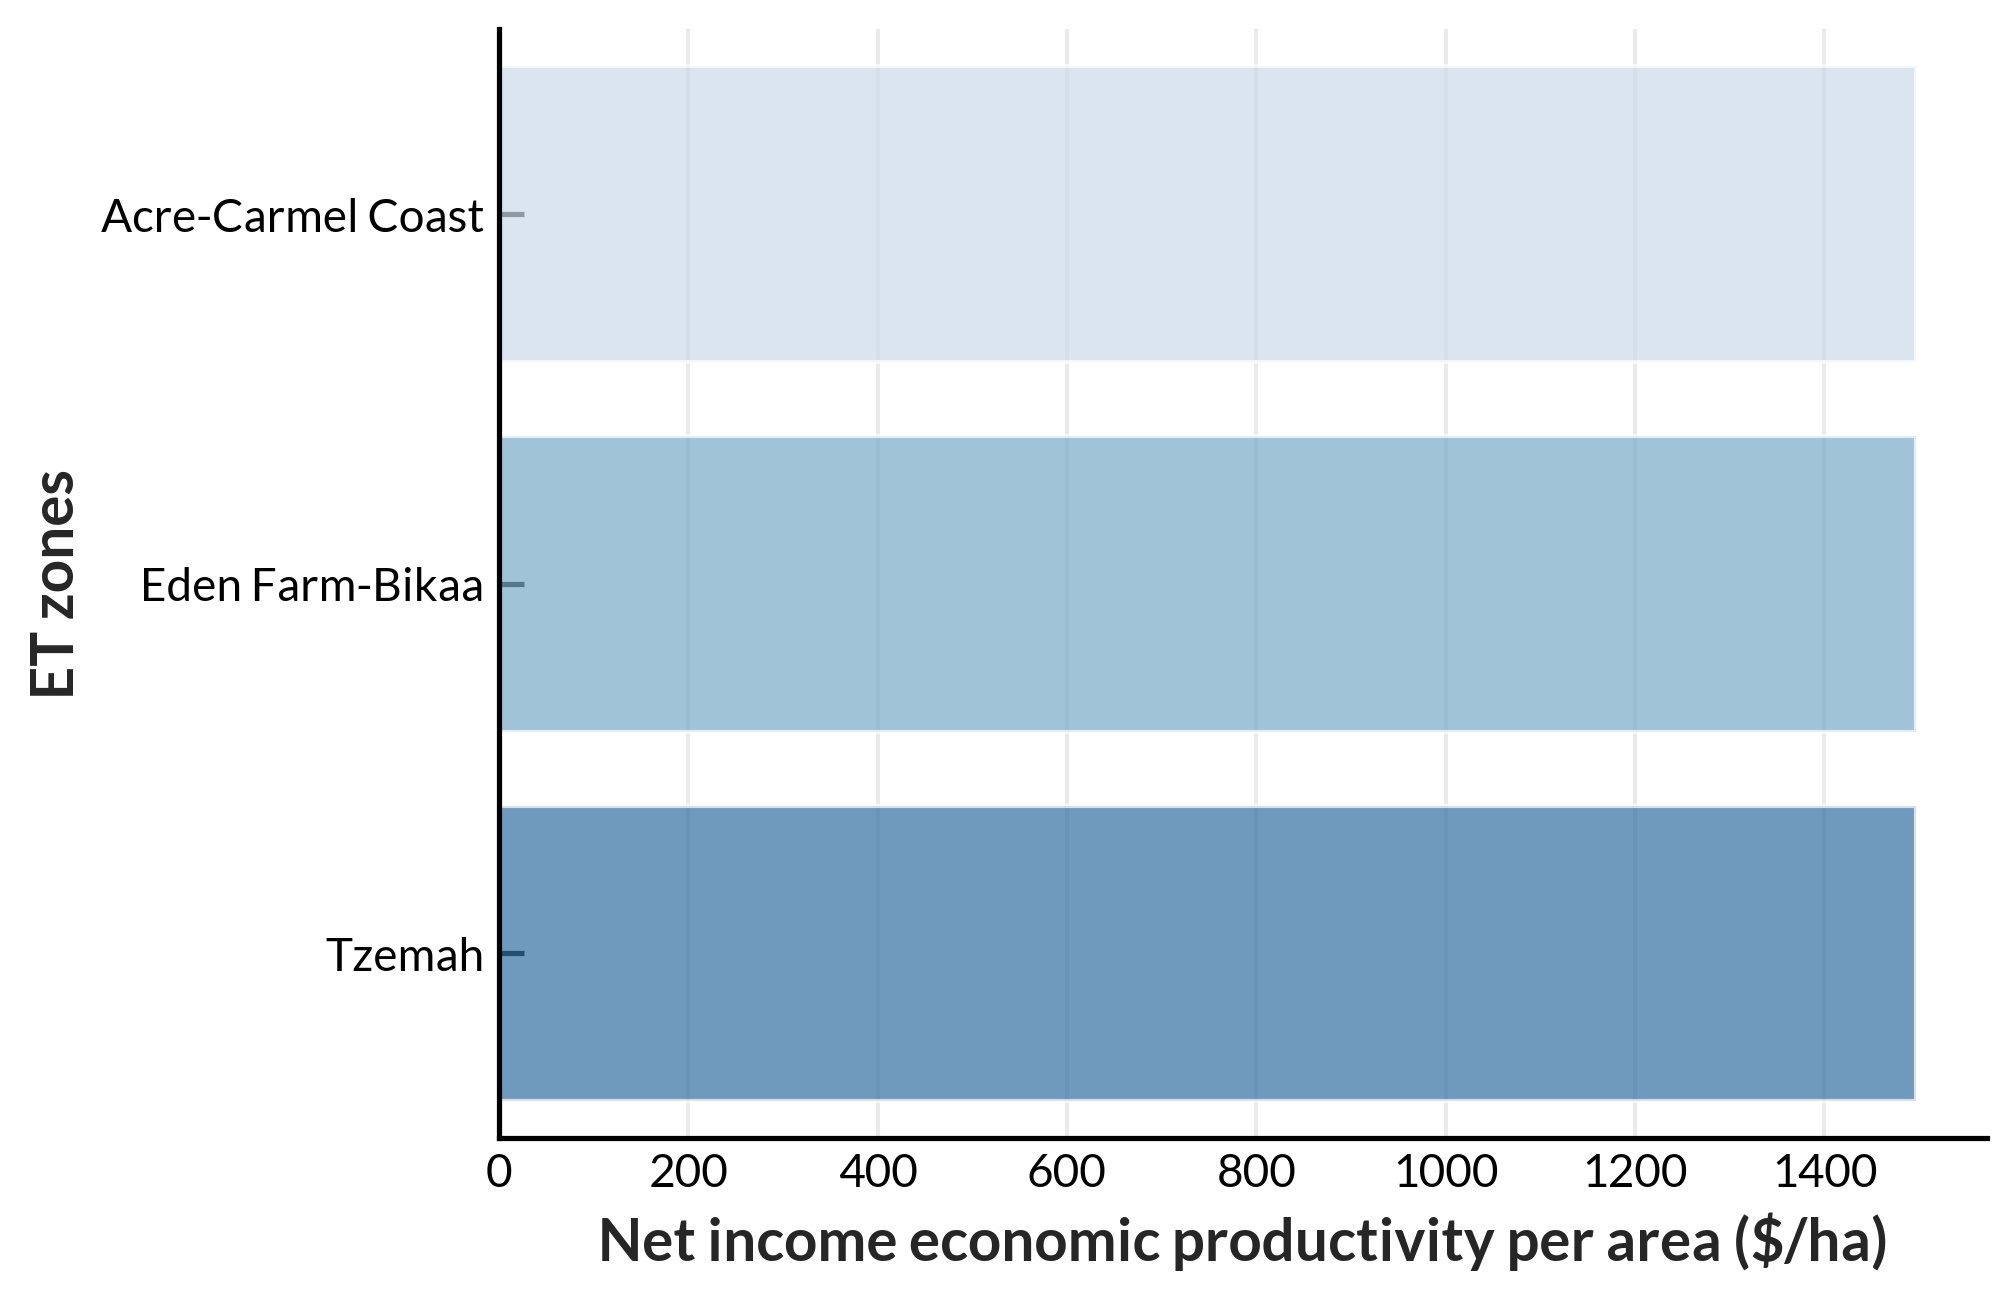 ET zones
Acre-Carmel Coast
Eden Farm-Bikaa
Tzemah
0 200 400 600 800 1000 1200 1400
Net income economic productivity per area ($/ha)